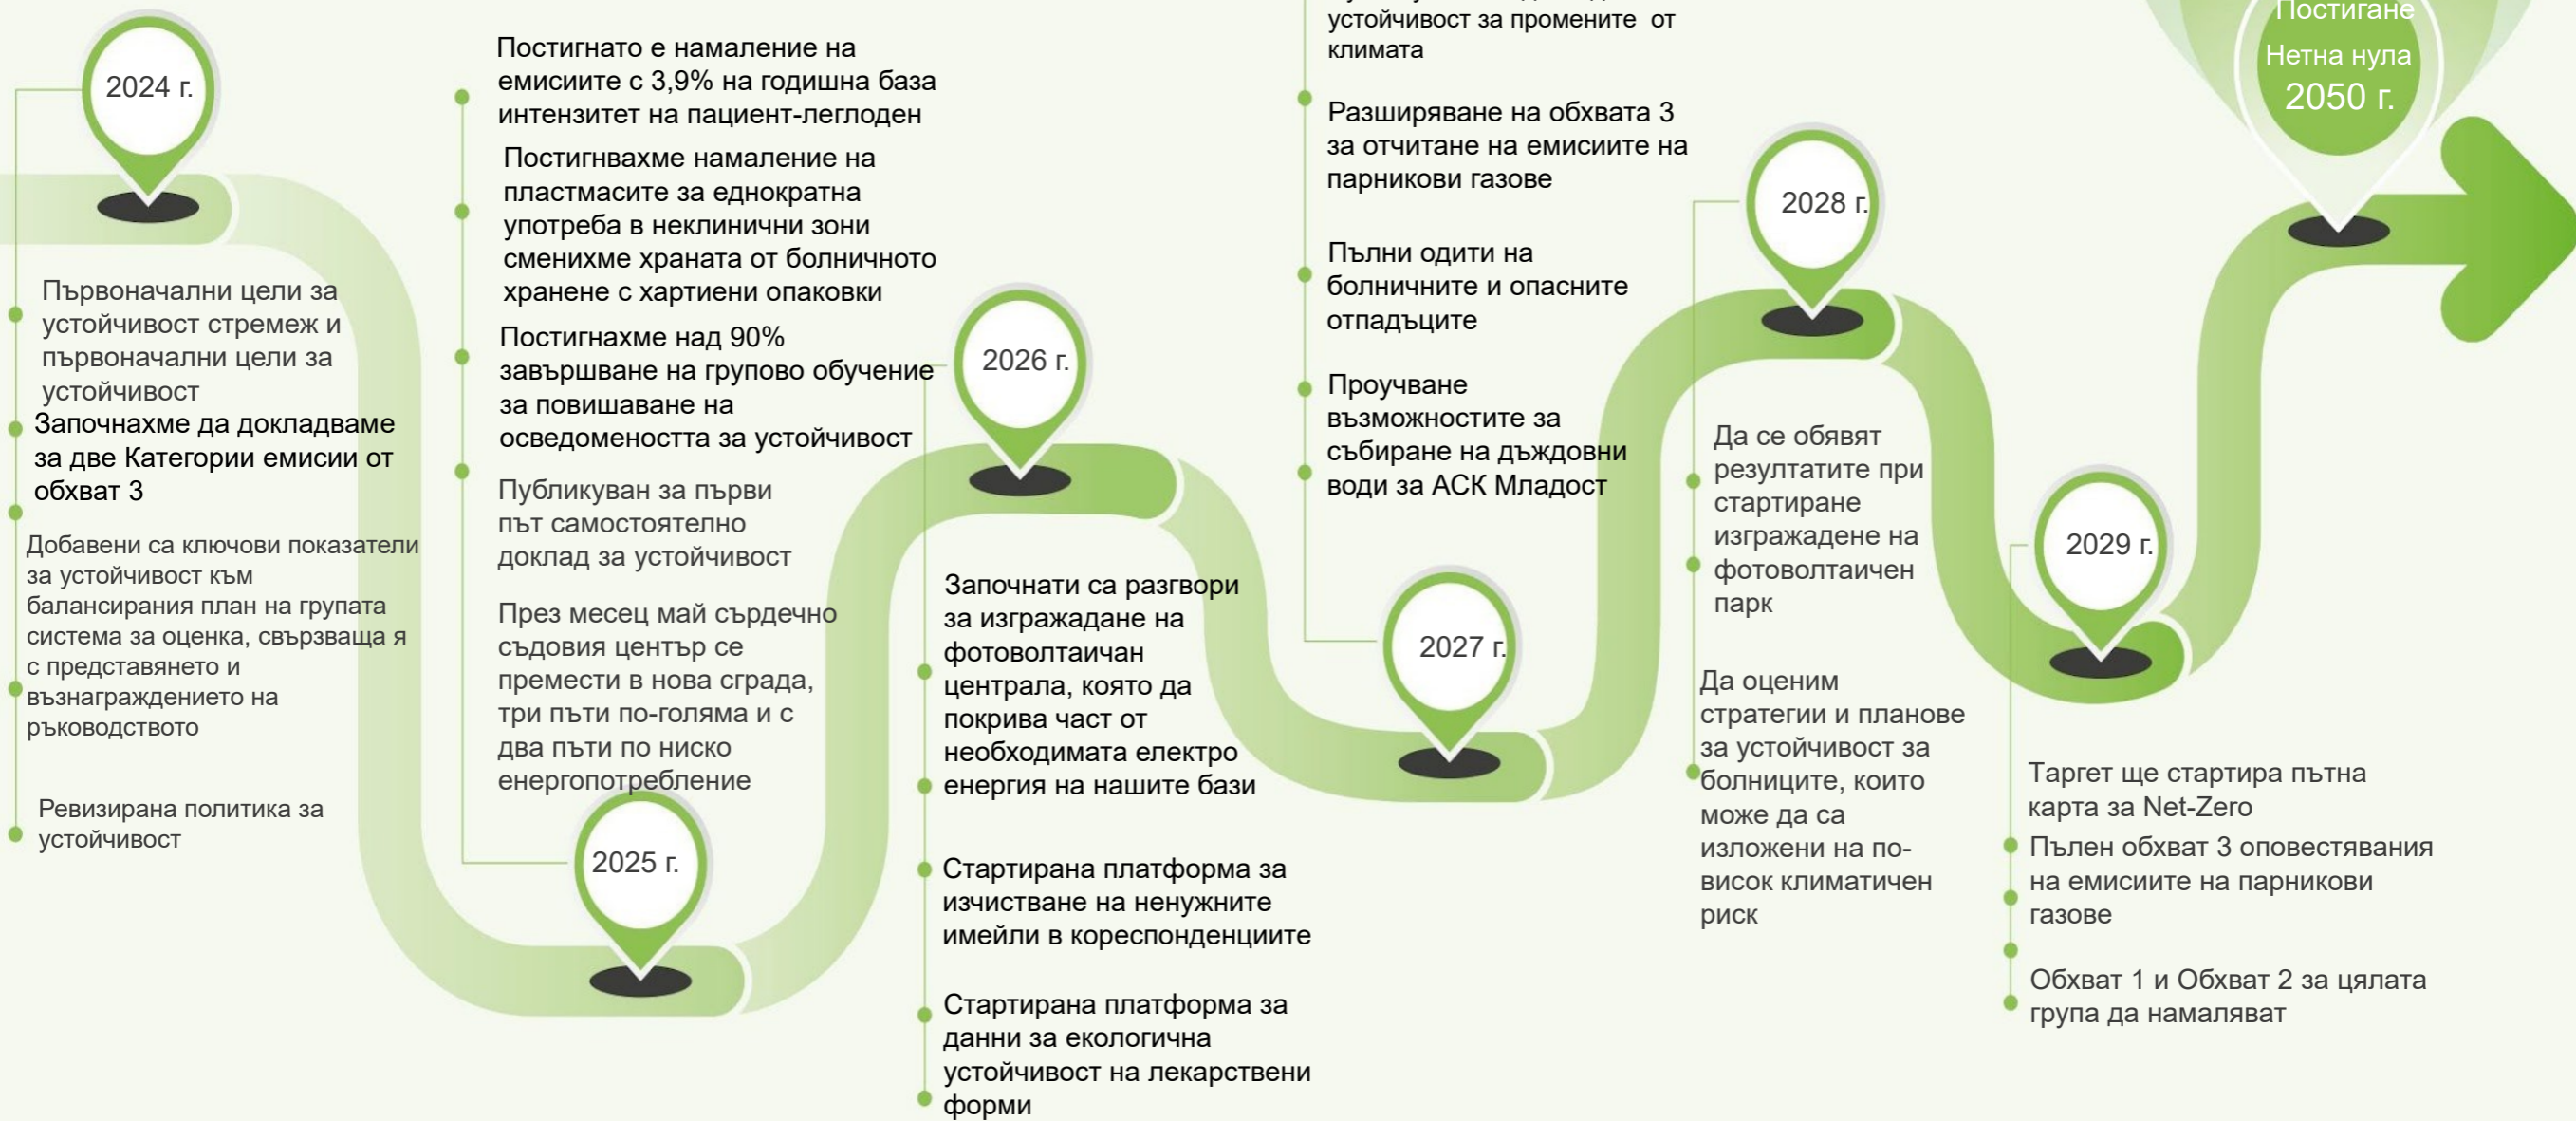 2024 г.
Първоначални цели за
устойчивост стремеж и
първоначални цели за
устойчивост
Започнахме да докладваме
за две Категории емисии от
обхват 3
Добавени са ключови показатели
за устойчивост към
балансирания план на групата
система за оценка, свързваща я
с представянето и
възнаграждението на
ръководството
Ревизирана политика за
устойчивост
Постигнато е намаление на
емисиите с 3,9% на годишна база
интензитет на пациент-леглоден
Постигнвахме намаление на
пластмасите за еднократна
употреба в неклинични зони
сменихме храната от болничното
хранене с хартиени опаковки
Постигнахме над 90%
завършване на групово обучение
за повишаване на
осведомеността за устойчивост
Публикуван за първи
път самостоятелно
доклад за устойчивост
През месец май сърдечно
съдовия център се
премести в нова сграда,
три пъти по-голяма и с
два пъти по ниско
енергопотребление
2025 г.
2026 г.
Започнати са разгвори
за изграждадане на
фотоволтаичан
централа, която да
покрива част от
необходимата електро
енергия на нашите бази
Стартирана платформа за
изчистване на ненужните
имейли в кореспонденциите
Стартирана платформа за
данни за екологична
устойчивост на лекарствени
форми
устойчивост за промените от
климата
Разширяване на обхвата 3
за отчитане на емисиите на
парникови газове
Пълни одити на
болничните и опасните
отпадъците
Проучване
възможностите за
събиране на дъждовни
води за АСК Младост
2027 г.
2028 г.
Да се обявят
резултатите при
стартиране
изграждадене на
фотоволтаичен
парк
Да оценим
стратегии и планове
за устойчивост за
болниците, които
може да са
изложени на по-
висок климатичен
риск
2029 г.
Таргет ще стартира пътна
карта за Net-Zero
Пълен обхват 3 оповестявания
на емисиите на парникови
газове
Обхват 1 и Обхват 2 за цялата
група да намаляват
Постигане
Нетна нула
2050 г.